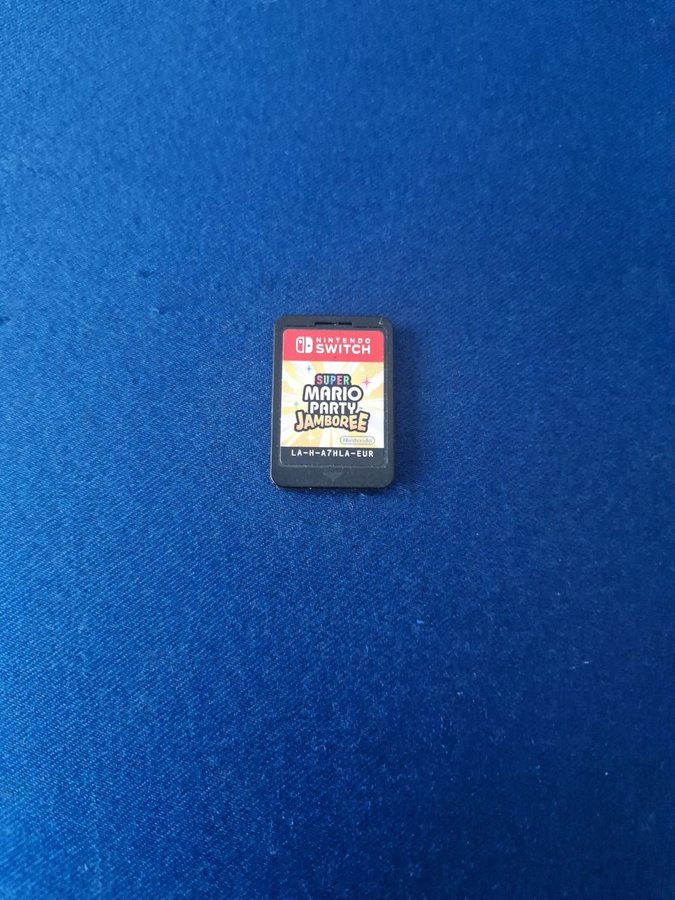 NINTENDO
SWITCH
SUPER
MARIO
PARTY
JAMBOREE
Nintendo
LA-H-A7HLA-EUR